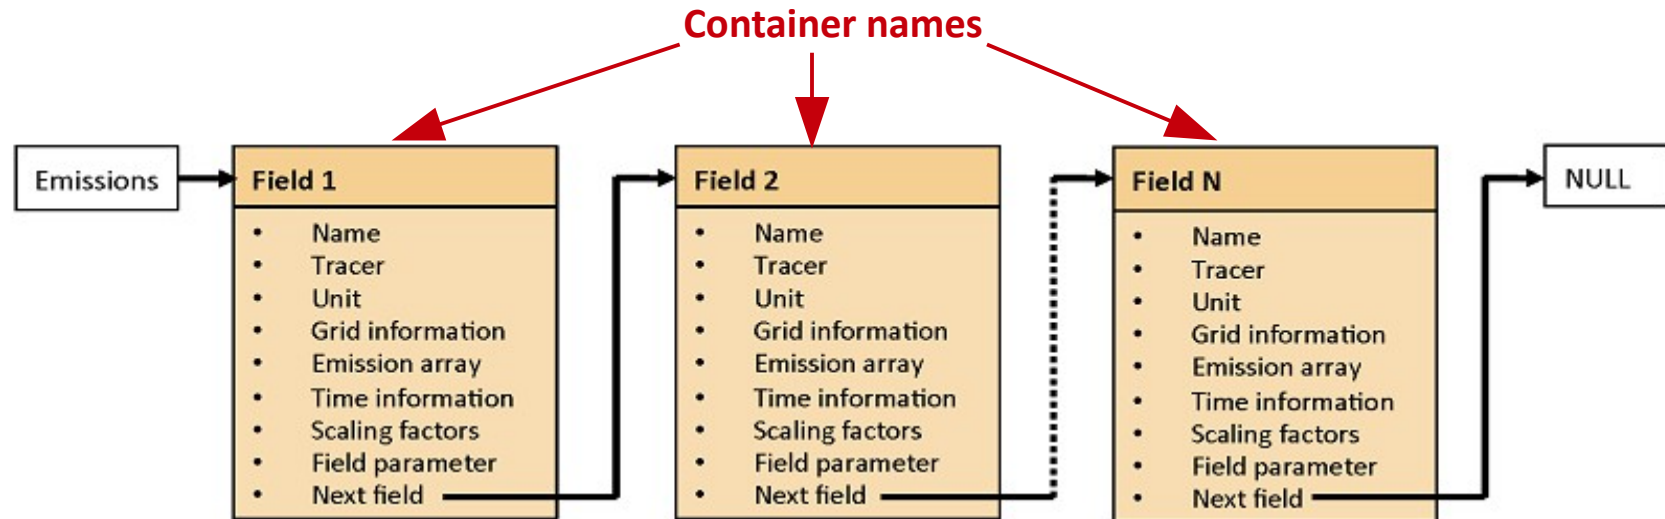 Container names
Emissions
Field 1
• Name
• Tracer
• Unit
• Grid information
• Emission array
• Time information
• Scaling factors
• Field parameter
• Next field
Field 2
• Name
• Tracer
• Unit
• Grid information
• Emission array
• Time information
• Scaling factors
• Field parameter
• Next field
Field N
• Name
• Tracer
• Unit
• Grid information
• Emission array
• Time information
• Scaling factors
• Field parameter
• Next field
NULL